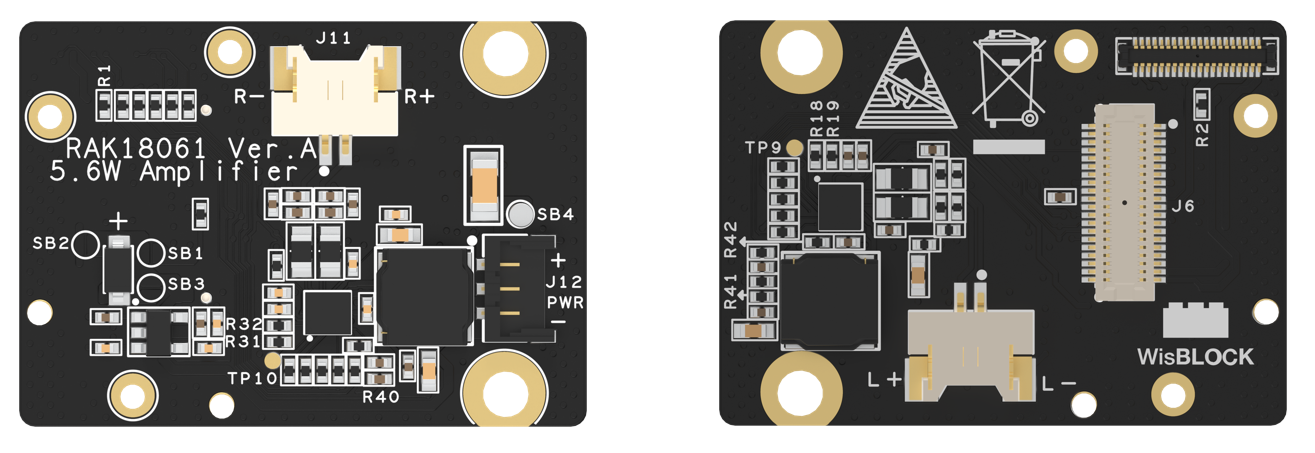 J11
R1
R- R+
RAK18061 Ver.A
5.6W Amplifier
SB4
+
SB2
SB1
+
J12
SB3
PWR
-
R32
R31
TP10
R40
R18
R19
TP9
R2
J6
R42
R41
WisBLOCK
L+ L-